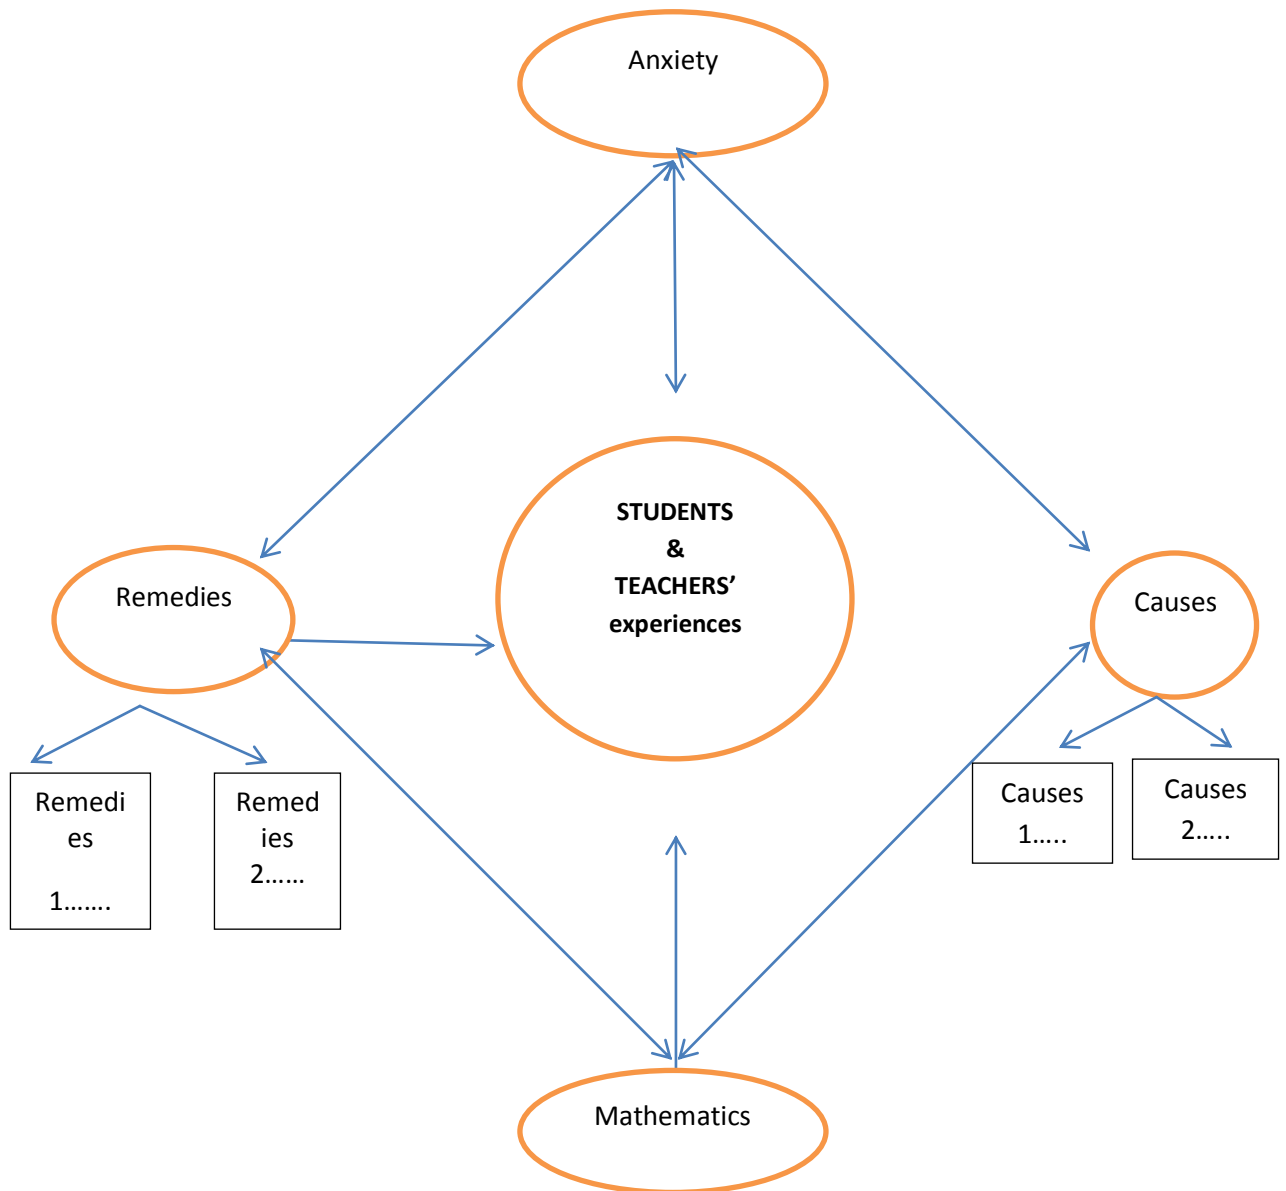 Anxiety
STUDENTS
&
TEACHERS’
experiences
Remedies
Causes
Remedi
es
1…….
Remed
ies
2……
Causes
1…..
Causes
2…..
Mathematics